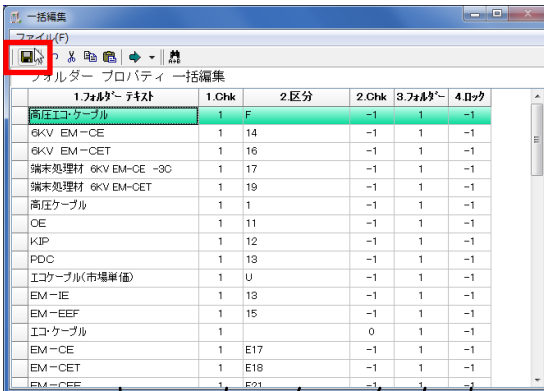 一括編集
ファイル(F)
フォルダー プロパティ 一括編集
1.フォルダー テキスト 1.Chk 2.区分 2.Chk 3.フォルダー 4.ロック
高圧エコ・ケーブル 1 F -1 1 -1
6KV EM-CE 1 14 -1 1 -1
6KV EM-CET 1 16 -1 1 -1
端末処理材 6KV EM-CE -3C 1 17 -1 1 -1
端末処理材 6KV EM-CET 1 19 -1 1 -1
高圧ケーブル 1 1 -1 1 -1
OE 1 11 -1 1 -1
KIP 1 12 -1 1 -1
PDC 1 13 -1 1 -1
エコケーブル(市場単価) 1 U -1 1 -1
EM-IE 1 13 -1 1 -1
EM-EEF 1 15 -1 1 -1
エコ・ケーブル 1 0 1 -1
EM-CE 1 E17 -1 1 -1
EM-CET 1 E18 -1 1 -1
EM-CEE 1 E21 -1 1 -1